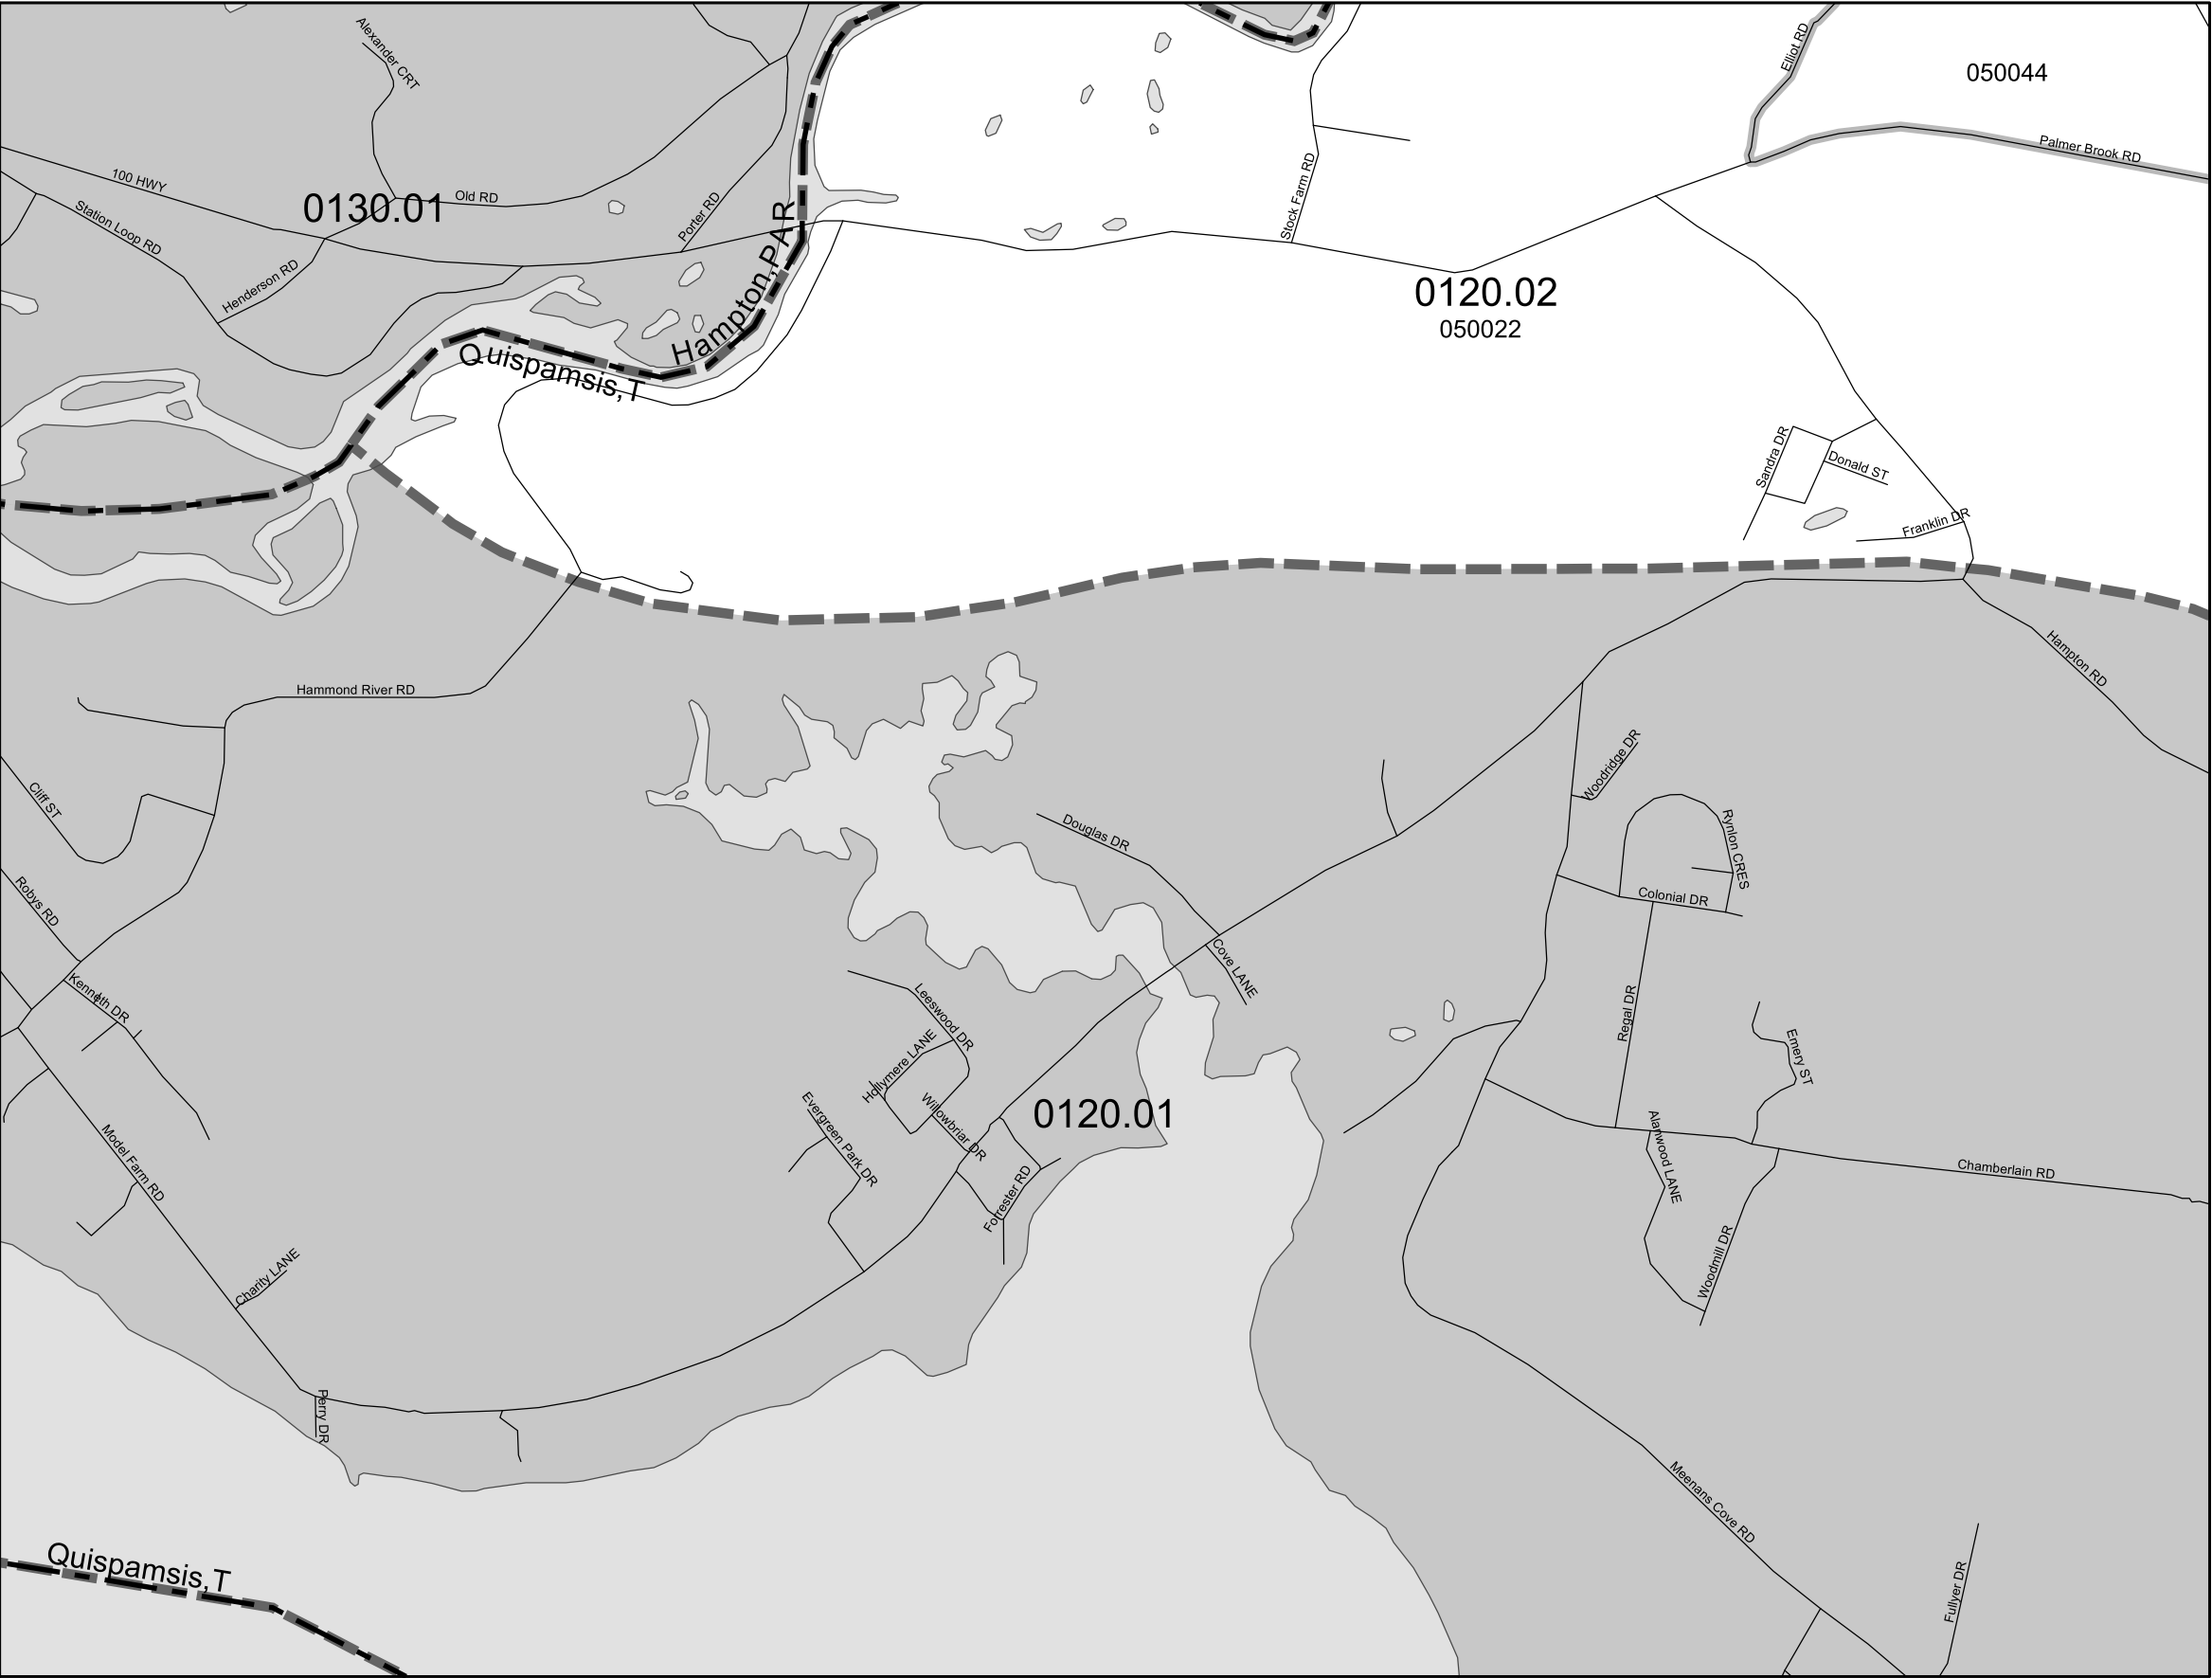 Alexander CRT
Elliot RD
050044
Palmer Brook RD
100 HWY
0130.01
Old RD
Station Loop RD
Porter RD
Stock Farm RD
Henderson RD
Hampton,PAR
0120.02
050022
Quispamsis,T
Sandra DR
Donald ST
Franklin DR
Hammond River RD
Hampton RD
Cliff ST
Woodridge DR
Douglas DR
Rynlon CRES
Robys RD
Colonial DR
Kenneth DR
Cove LANE
Leeswood DR
Regal DR
Hollymere LANE
Emery ST
Willowbriar DR
Evergreen Park DR
0120.01
Alanwood LANE
Model Farm RD
Forrester RD
Chamberlain RD
Woodmill DR
Charity LANE
Perry DR
Meenans Cove RD
Quispamsis,T
Fullyer DR